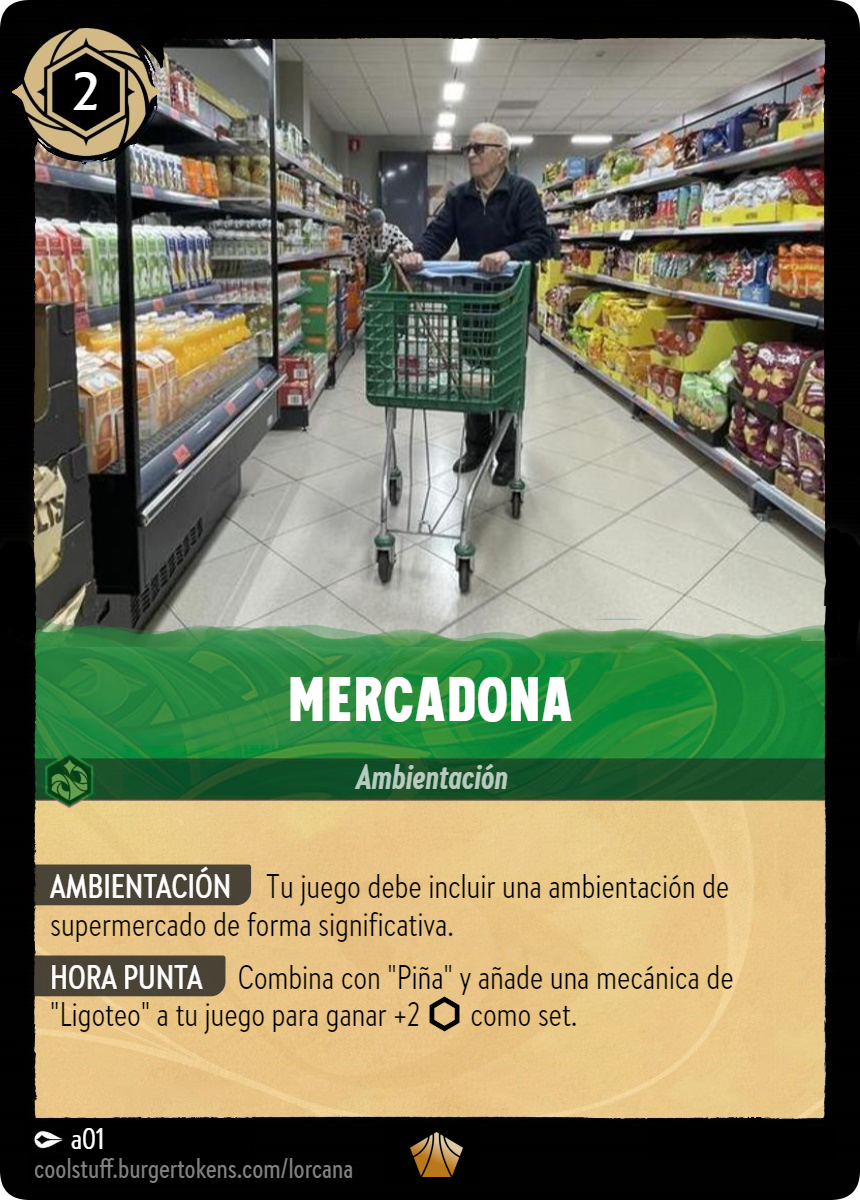 2
MERCADONA
Ambientación
AMBIENTACIÓN Tu juego debe incluir una ambientación de
supermercado de forma significativa.
HORA PUNTA Combina con "Piña" y añade una mecánica de
"Ligoteo" a tu juego para ganar +2 como set.
a01
coolstuff.burgertokens.com/lorcana